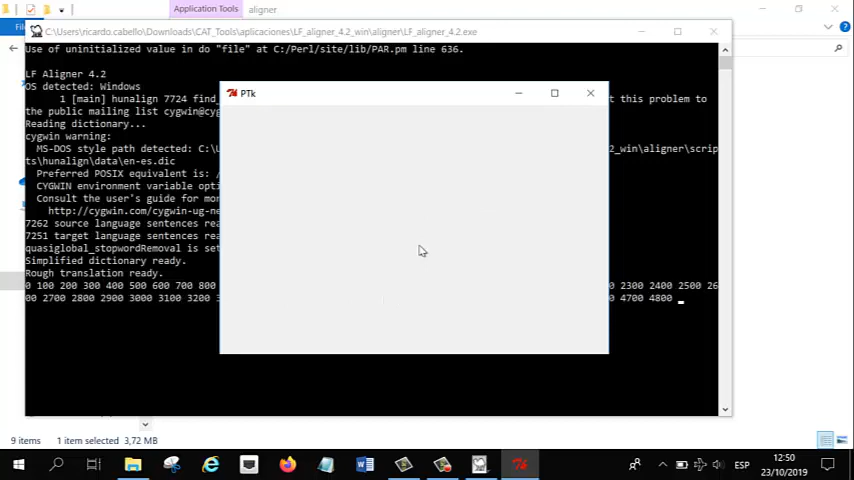 Application Tools aligner
C:\Users\ricardo.cabello\Downloads\CAT_Tools\aplicaciones\LF_aligner_4.2_win\aligner\LF_aligner_4.2.exe
Use of uninitialized value in do "file" at C:/Perl/site/lib/PAR.pm line 636.
LF Aligner 4.2
OS detected: Windows
1 [main] hunalign 7724 find_ t this problem to
the public mailing list cygwin@cyg
Reading dictionary...
cygwin warning:
MS-DOS style path detected: C:\U 2_win\aligner\scrip
ts\hunalign\data\en-es.dic
Preferred POSIX equivalent is: /
CYGWIN environment variable opti
Consult the user's guide for mor
http://cygwin.com/cygwin-ug-ne
7262 source language sentences rea
7251 target language sentences rea
quasiglobal_stopwordRemoval is set
Simplified dictionary ready.
Rough translation ready.
0 100 200 300 400 500 600 700 800 0 2300 2400 2500 26
00 2700 2800 2900 3000 3100 3200 3 0 4700 4800
PTk
9 items 1 item selected 3,72 MB
ESP
12:50
23/10/2019